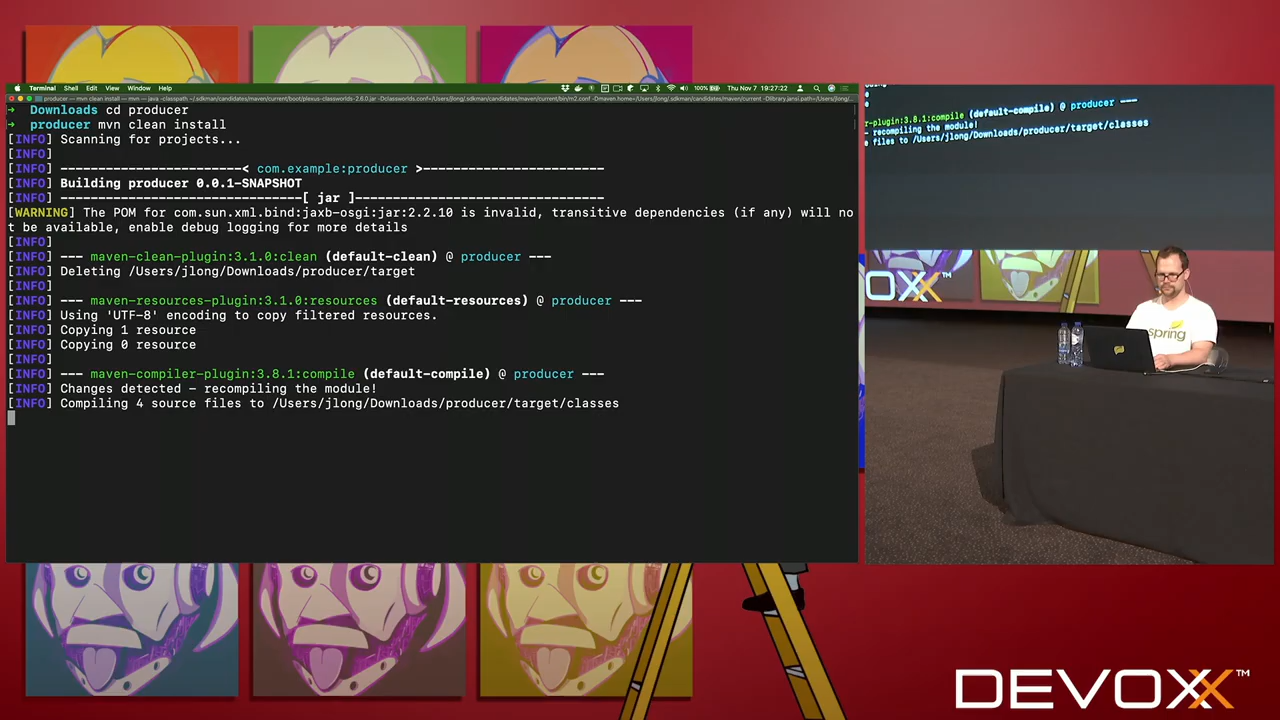 Terminal Shell Edit View Window Help
100% Thu Nov 7 19:27:22
Downloads cd producer
producer mvn clean install
[INFO] Scanning for projects...
[INFO]
[INFO] ---------------------< com.example:producer >---------------------
[INFO] Building producer 0.0.1-SNAPSHOT
[INFO] --------------------------------[ jar ]---------------------------------
[WARNING] The POM for com.sun.xml.bind:jaxb-osgi:jar:2.2.10 is invalid, transitive dependencies (if any) will no
t be available, enable debug logging for more details
[INFO]
[INFO] --- maven-clean-plugin:3.1.0:clean (default-clean) @ producer ---
[INFO] Deleting /Users/jlong/Downloads/producer/target
[INFO]
[INFO] --- maven-resources-plugin:3.1.0:resources (default-resources) @ producer ---
[INFO] Using 'UTF-8' encoding to copy filtered resources.
[INFO] Copying 1 resource
[INFO] Copying 0 resource
[INFO]
[INFO] --- maven-compiler-plugin:3.8.1:compile (default-compile) @ producer ---
[INFO] Changes detected - recompiling the module!
[INFO] Compiling 4 source files to /Users/jlong/Downloads/producer/target/classes
r-plugin:3.8.1:compile (default-compile) @ producer ---
- recompiling the module!
e files to /Users/jlong/Downloads/producer/target/classes
VOXX™
spring
DEVOXX™